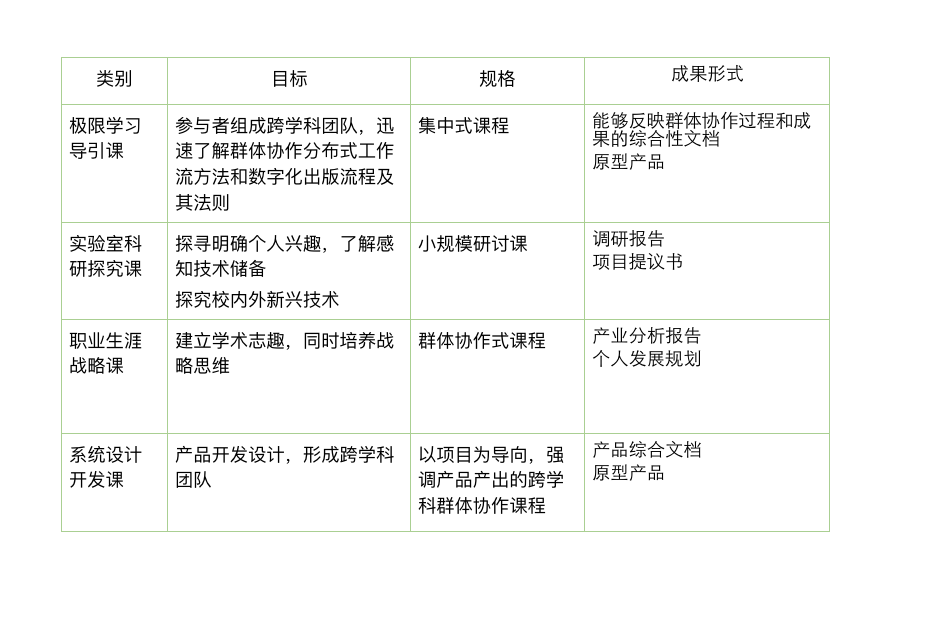 类别
目标
规格
成果形式
极限学习
导引课
参与者组成跨学科团队，迅
速了解群体协作分布式工作
流方法和数字化出版流程及
其法则
集中式课程
能够反映群体协作过程和成
果的综合性文档
原型产品
实验室科
研探究课
探寻明确个人兴趣，了解感
知技术储备
探究校内外新兴技术
小规模研讨课
调研报告
项目提议书
职业生涯
战略课
建立学术志趣，同时培养战
略思维
群体协作式课程
产业分析报告
个人发展规划
系统设计
开发课
产品开发设计，形成跨学科
团队
以项目为导向，强
调产品产出的跨学
科群体协作课程
产品综合文档
原型产品